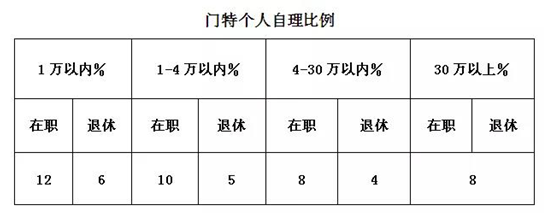 门特个人自理比例
1万以内% 1-4万以内% 4-30万以内% 30万以上%
在职 退休 在职 退休 在职 退休 在职 退休
12 6 10 5 8 4 8